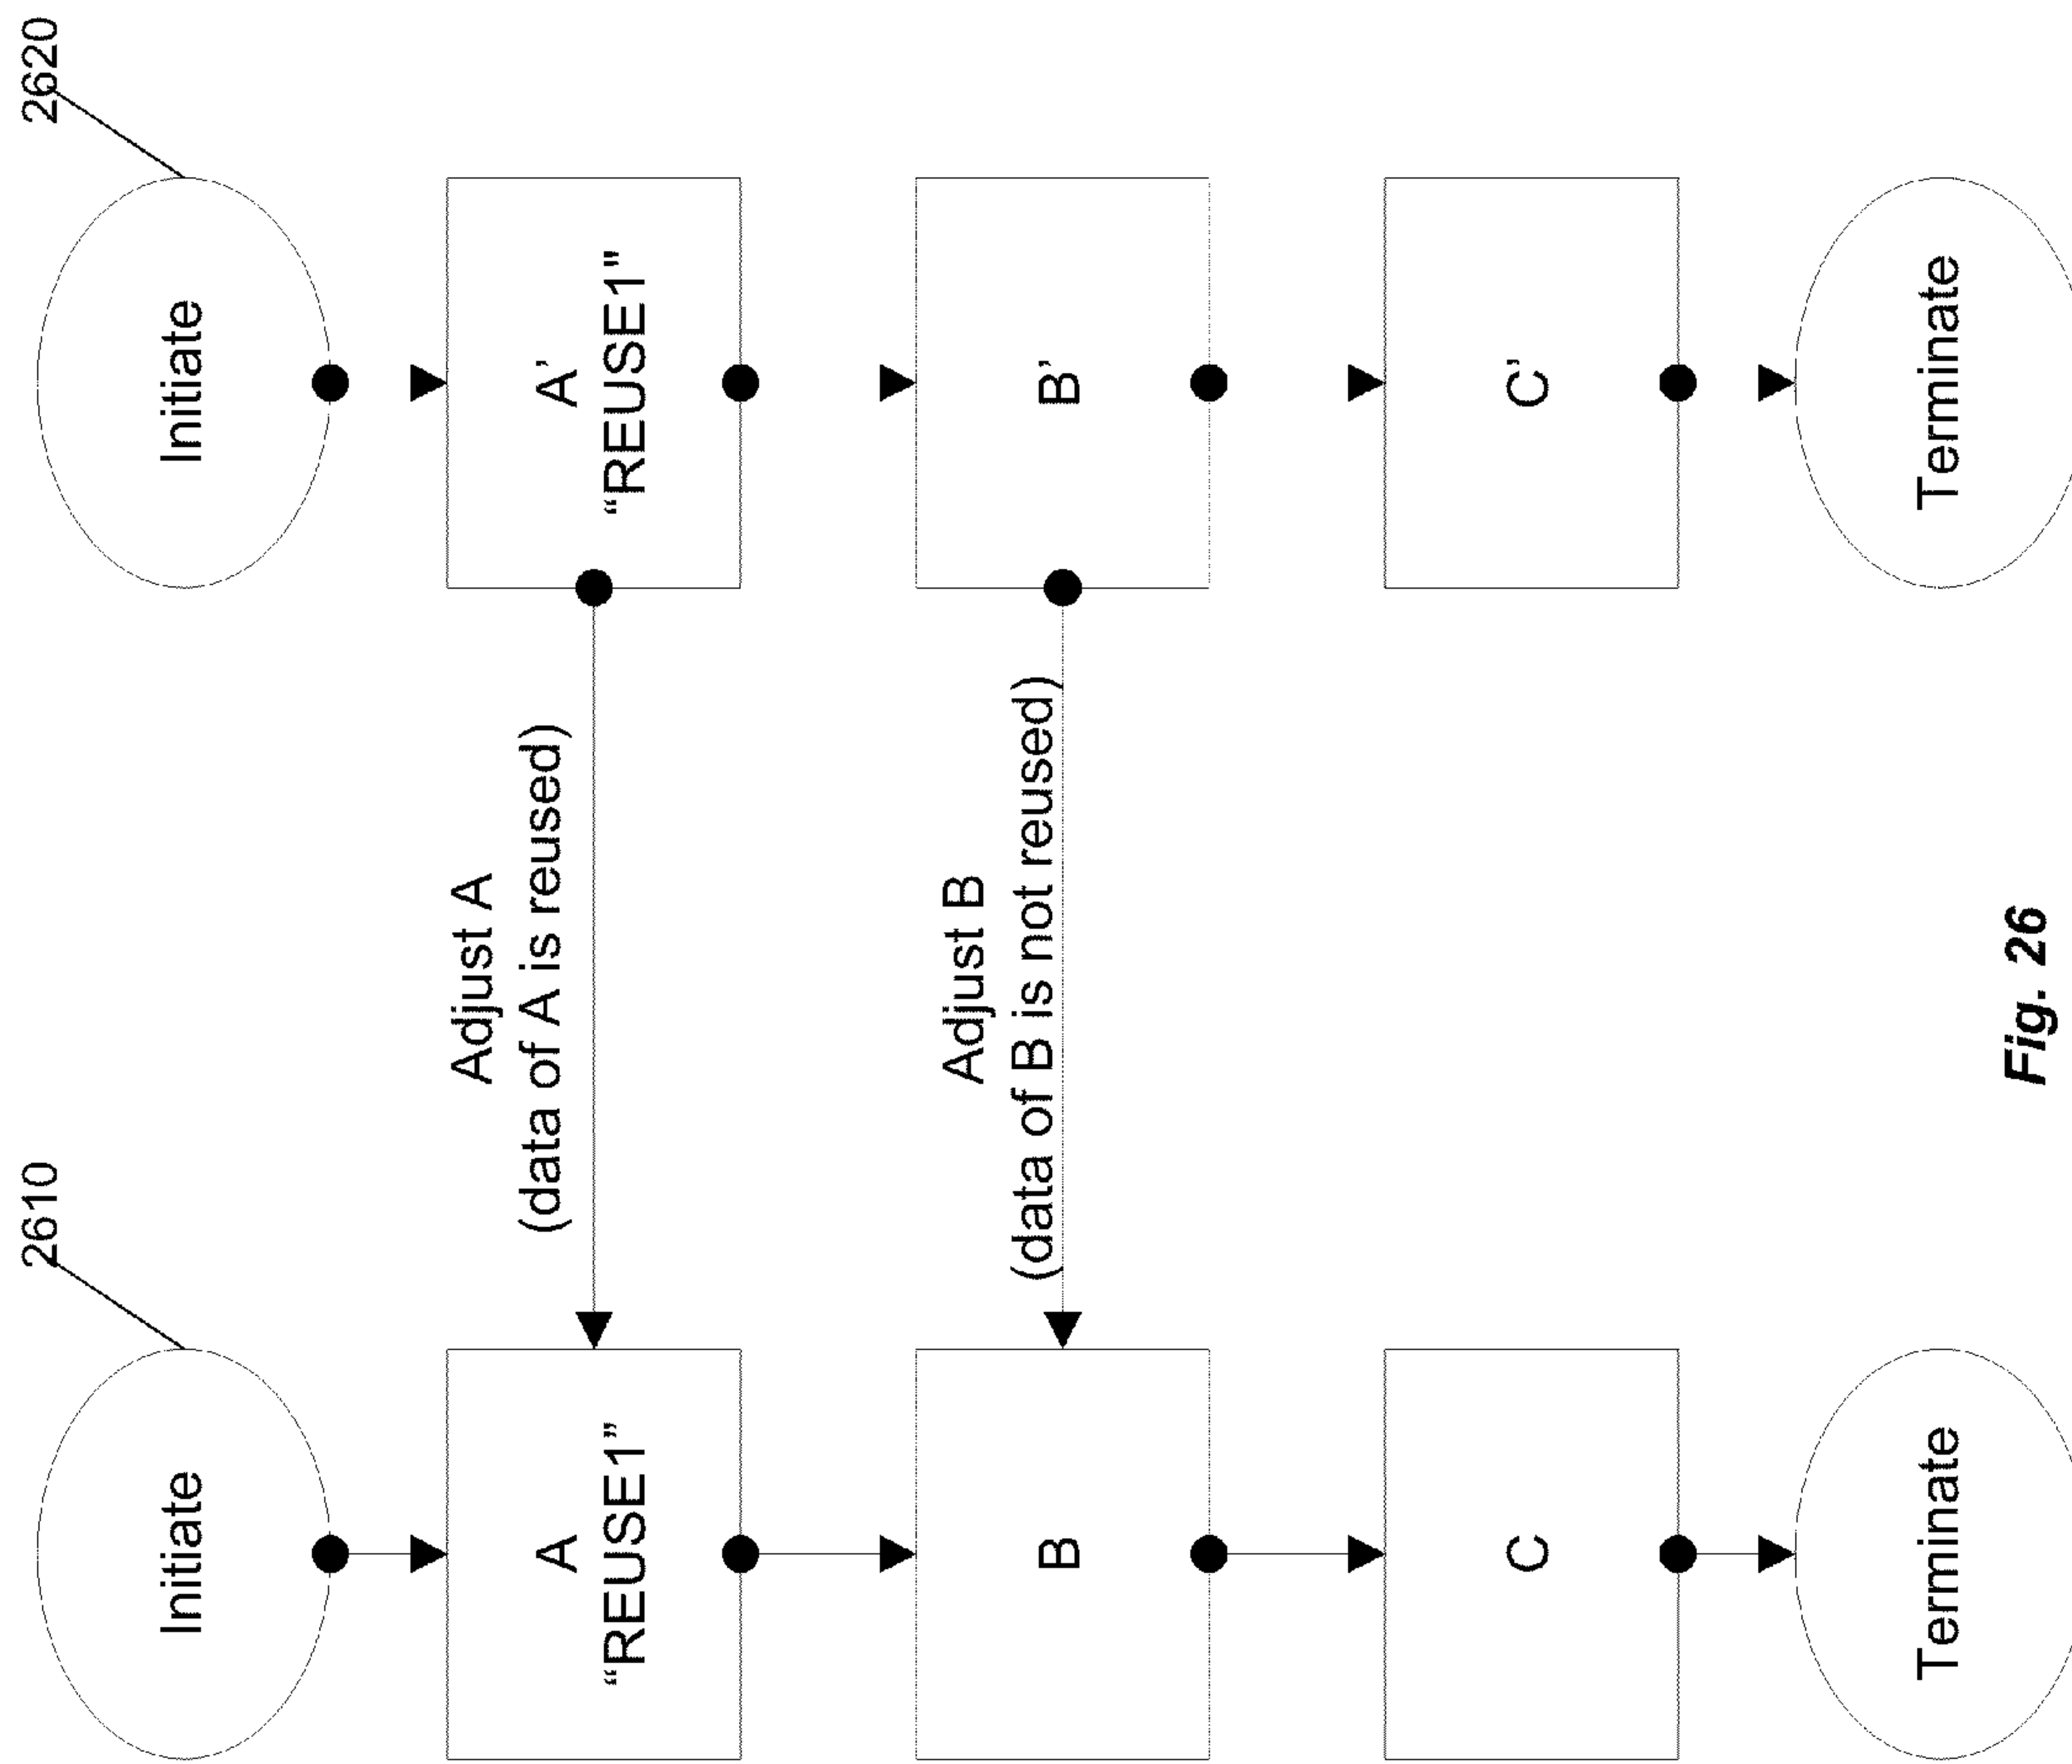 2610
2620
Initiate
Initiate
Adjust A
(data of A is reused)
A
“REUSE1”
A’
“REUSE1"
Adjust B
(data of B is not reused)
B
B’
C
C’
Terminate
Terminate
Fig. 26